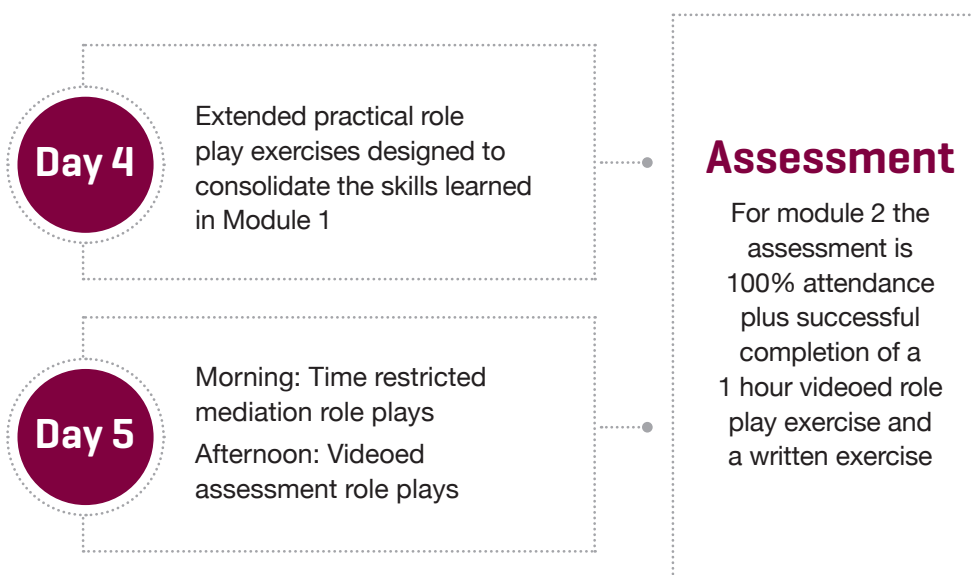 Day 4
Extended practical role
play exercises designed to
consolidate the skills learned
in Module 1
Day 5
Morning: Time restricted
mediation role plays
Afternoon: Videoed
assessment role plays
Assessment
For module 2 the
assessment is
100% attendance
plus successful
completion of a
1 hour videoed role
play exercise and
a written exercise